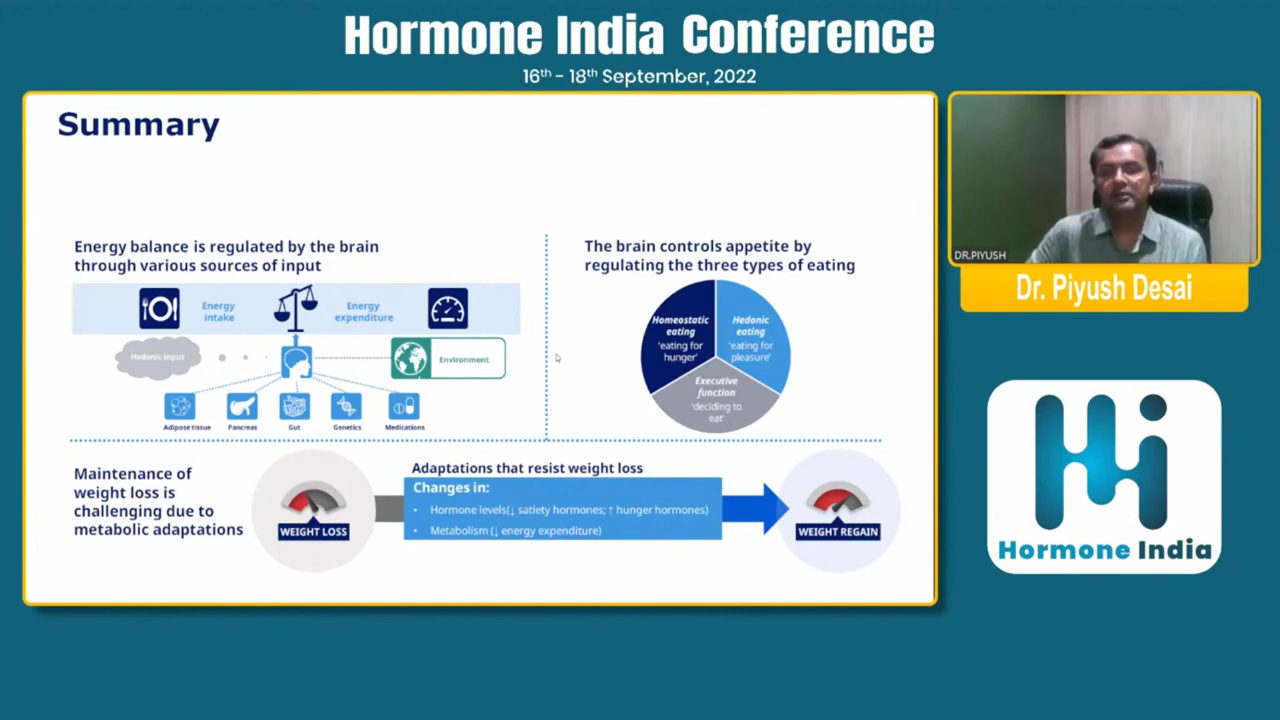 Hormone India Conference
16th - 18th September, 2022
Summary
Energy balance is regulated by the brain
through various sources of input
Energy
intake
Energy
expenditure
Hedonic input
Environment
Adipose tissue
Pancreas
Gut
Genetics
Medications
The brain controls appetite by
regulating the three types of eating
Homeostatic
eating
'eating for
hunger'
Hedonic
eating
'eating for
pleasure'
Executive
function
'deciding to
eat'
Maintenance of
weight loss is
challenging due to
metabolic adaptations
WEIGHT LOSS
Adaptations that resist weight loss
Changes in:
• Hormone levels(↓ satiety hormones; ↑ hunger hormones)
• Metabolism (↓ energy expenditure)
WEIGHT REGAIN
DR.PIYUSH
Dr. Piyush Desai
Hormone India